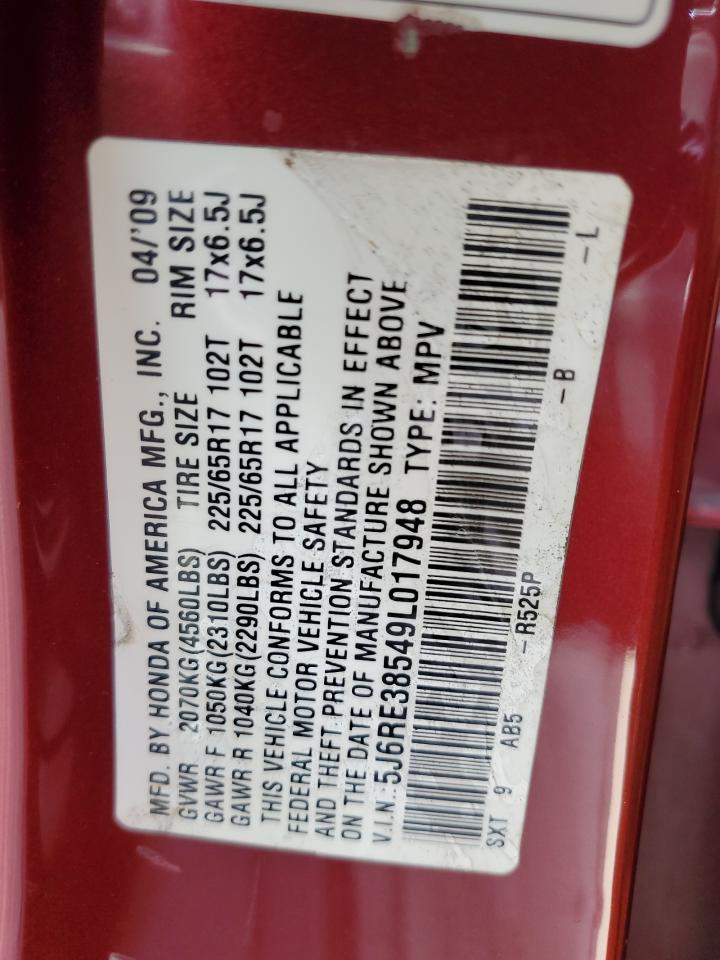 MFD. BY HONDA OF AMERICA MFG., INC. 04/'09
GVWR 2070KG(4560LBS) TIRE SIZE RIM SIZE
GAWR F 1050KG(2310LBS) 225/65R17 102T 17x6.5J
GAWR R 1040KG(2290LBS) 225/65R17 102T 17x6.5J
THIS VEHICLE CONFORMS TO ALL APPLICABLE
FEDERAL MOTOR VEHICLE SAFETY
AND THEFT PREVENTION STANDARDS IN EFFECT
ON THE DATE OF MANUFACTURE SHOWN ABOVE
V.I.N.:5J6RE38549L017948 TYPE: MPV
SXT 9 AB5 -R525P -B -L